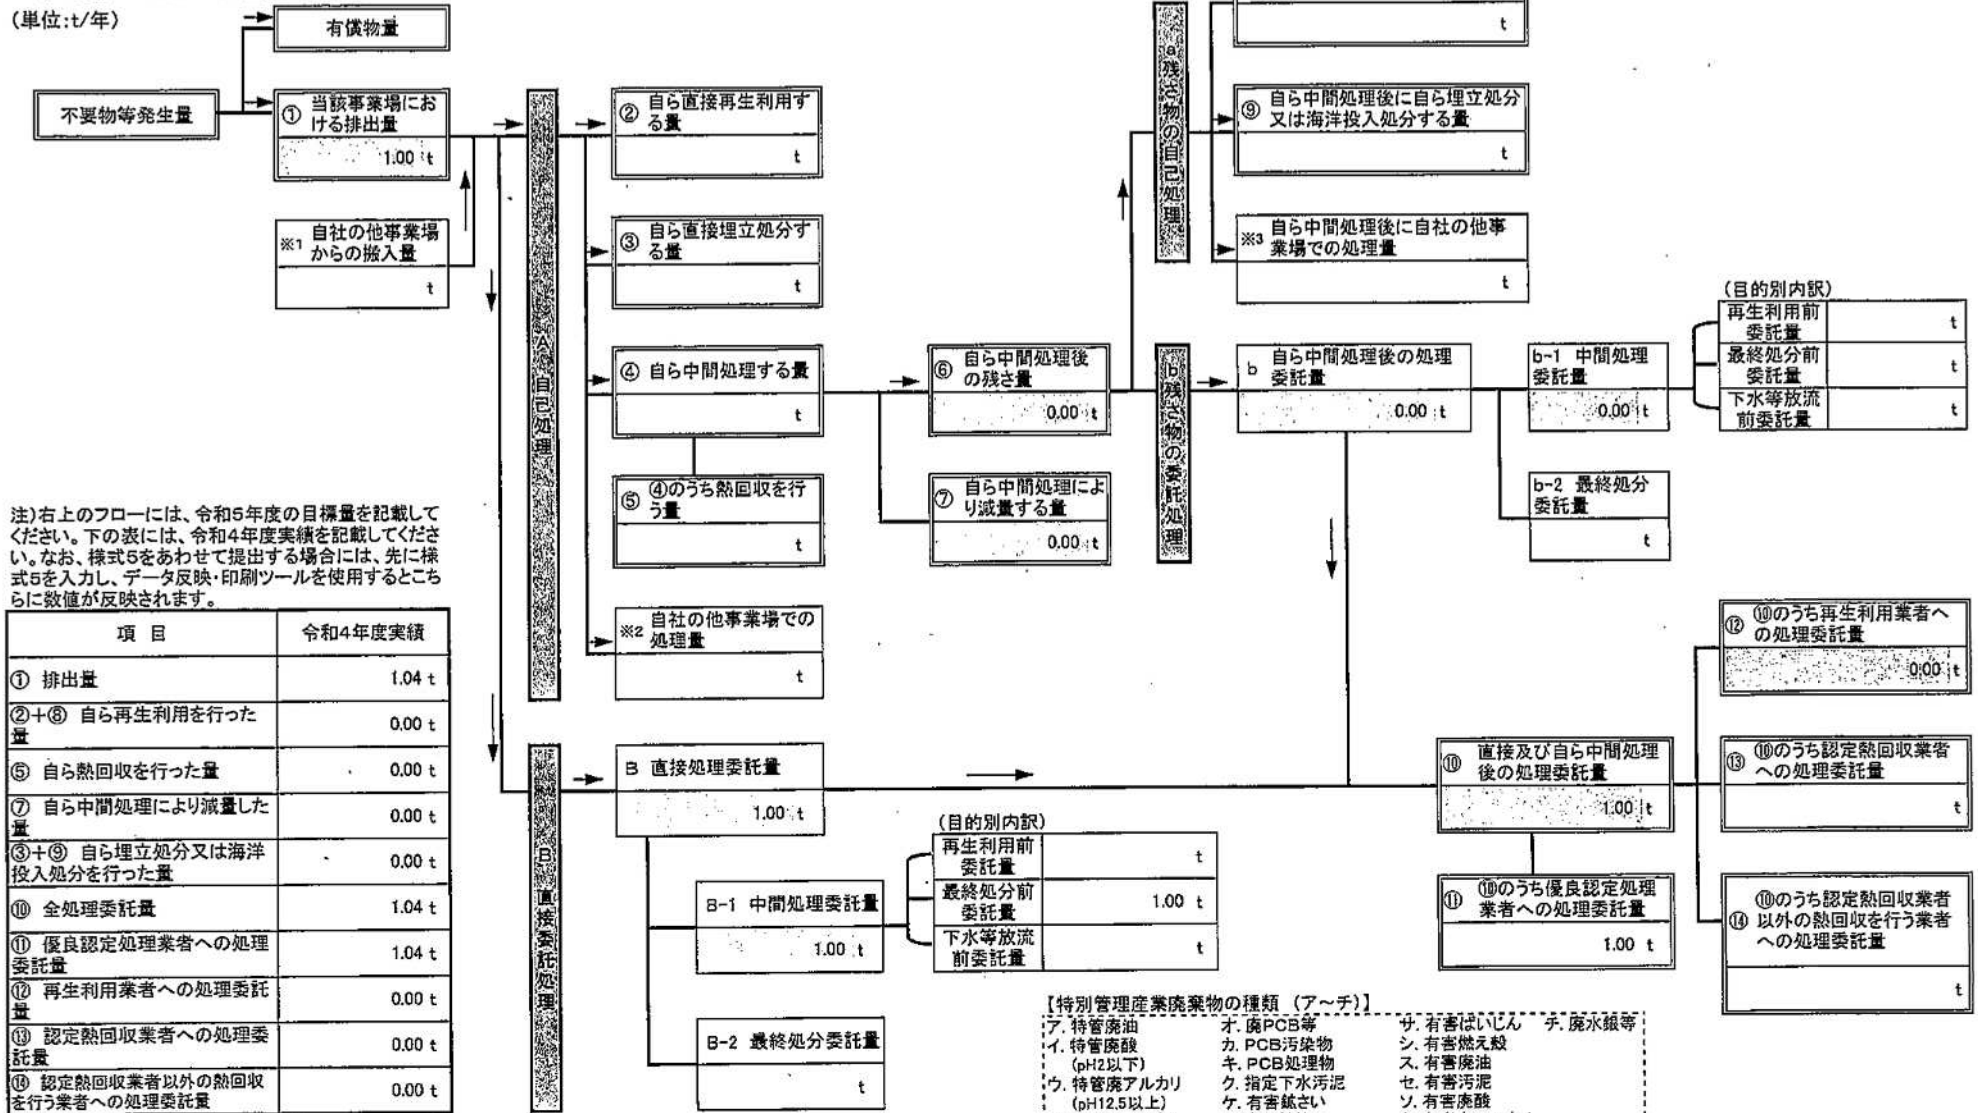 (単位:t/年)
有償物量
不要物等発生量
① 当該事業場にお
ける排出量
1.00 t
※1 自社の他事業場
からの搬入量
t
A 自己処理
② 自ら直接再生利用す
る量
t
③ 自ら直接埋立処分す
る量
t
④ 自ら中間処理する量
t
⑤ ④のうち熱回収を行
う量
t
※2 自社の他事業場での
処理量
t
⑥ 自ら中間処理後
の残さ量
0.00 t
⑦ 自ら中間処理によ
り減量する量
0.00 t
a 残さ物の自己処理
t
⑨ 自ら中間処理後に自ら埋立処分
又は海洋投入処分する量
t
※3 自ら中間処理後に自社の他事
業場での処理量
t
b 残さ物の委託処理
b 自ら中間処理後の処理
委託量
0.00 t
b-1 中間処理
委託量
0.00 t
b-2 最終処分
委託量
t
(目的別内訳)
再生利用前
委託量
t
最終処分前
委託量
t
下水等放流
前委託量
t
注)右上のフローには、令和5年度の目標量を記載して
ください。下の表には、令和4年度実績を記載してくださ
い。なお、様式5をあわせて提出する場合には、先に様
式5を入力し、データ反映・印刷ツールを使用するとこち
らに数値が反映されます。
項 目 令和4年度実績
① 排出量 1.04 t
②+⑧ 自ら再生利用を行った
量 0.00 t
⑤ 自ら熱回収を行った量 0.00 t
⑦ 自ら中間処理により減量した
量 0.00 t
③+⑨ 自ら埋立処分又は海洋
投入処分を行った量 0.00 t
⑩ 全処理委託量 1.04 t
⑪ 優良認定処理業者への処理
委託量 1.04 t
⑫ 再生利用業者への処理委託
量 0.00 t
⑬ 認定熱回収業者への処理委
託量 0.00 t
⑭ 認定熱回収業者以外の熱回収
を行う業者への処理委託量 0.00 t
B 直接委託処理
B 直接処理委託量
1.00 t
B-1 中間処理委託量
1.00 t
B-2 最終処分委託量
t
(目的別内訳)
再生利用前
委託量
t
最終処分前
委託量
1.00 t
下水等放流
前委託量
t
⑩ 直接及び自ら中間処理
後の処理委託量
1.00 t
⑪ ⑩のうち優良認定処理
業者への処理委託量
1.00 t
⑫ ⑩のうち再生利用業者へ
の処理委託量
0.00 t
⑬ ⑩のうち認定熱回収業者
への処理委託量
t
⑭ ⑩のうち認定熱回収業者
以外の熱回収を行う業者
への処理委託量
t
【特別管理産業廃棄物の種類 (ア~チ)】
ア. 特管廃油 オ. 廃PCB等 サ. 有害ばいじん チ. 廃水銀等
イ. 特管廃酸 カ. PCB汚染物 シ. 有害燃え殻
(pH2以下) キ. PCB処理物 ス. 有害廃油
ウ. 特管廃アルカリ ク. 指定下水汚泥 セ. 有害汚泥
(pH12.5以上) ケ. 有害鉱さい ソ. 有害廃酸